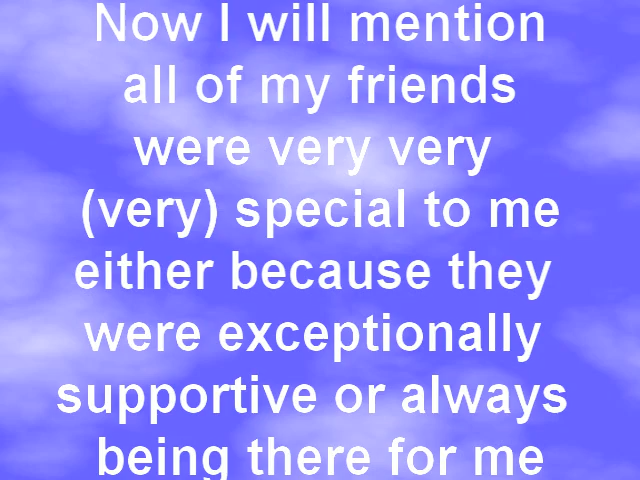 Now I will mention
all of my friends
were very very
(very) special to me
either because they
were exceptionally
supportive or always
being there for me